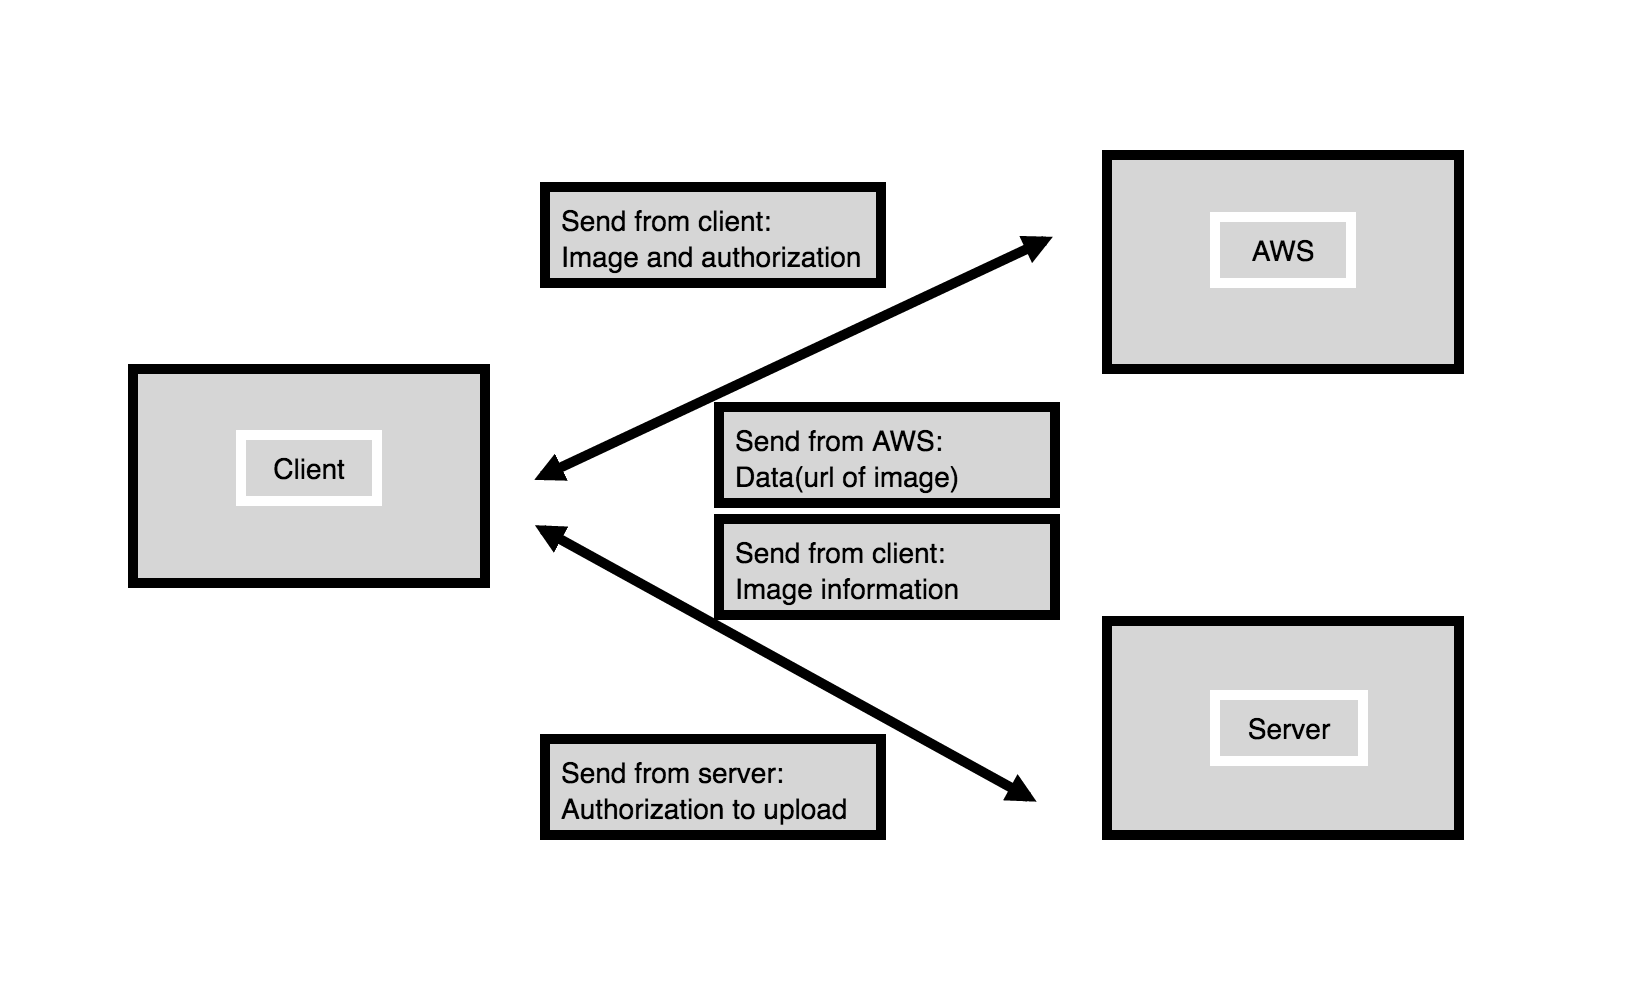 Send from client:
Image and authorization
AWS
Client
Send from AWS:
Data(url of image)
Send from client:
Image information
Server
Send from server:
Authorization to upload